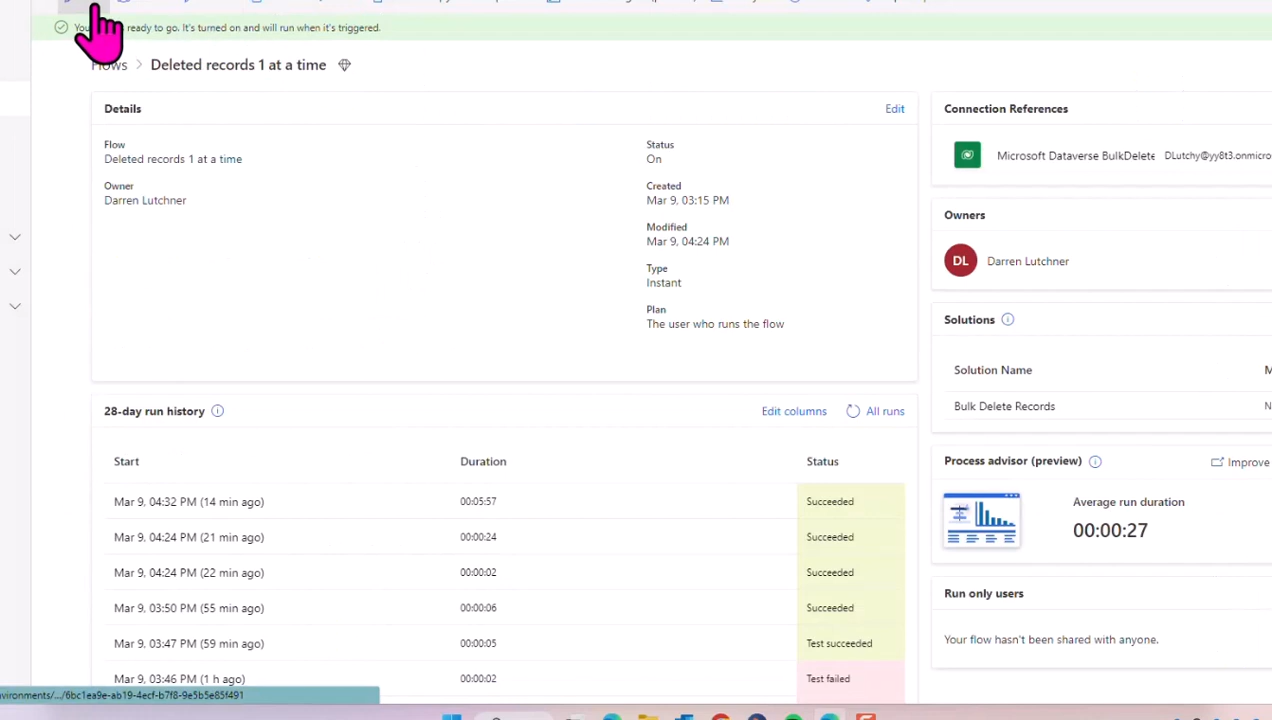 ready to go. It's turned on and will run when it's triggered.
Flows > Deleted records 1 at a time
Details
Edit
Flow
Deleted records 1 at a time
Owner
Darren Lutchner
Status
On
Created
Mar 9, 03:15 PM
Modified
Mar 9, 04:24 PM
Type
Instant
Plan
The user who runs the flow
Connection References
Microsoft Dataverse BulkDelete DLutchy@yy8t3.onmicro
Owners
DL Darren Lutchner
Solutions
Solution Name M
Bulk Delete Records N
Process advisor (preview) Improve
Average run duration
00:00:27
Run only users
Your flow hasn't been shared with anyone.
28-day run history Edit columns All runs
Start Duration Status
Mar 9, 04:32 PM (14 min ago) 00:05:57 Succeeded
Mar 9, 04:24 PM (21 min ago) 00:00:24 Succeeded
Mar 9, 04:24 PM (22 min ago) 00:00:02 Succeeded
Mar 9, 03:50 PM (55 min ago) 00:00:06 Succeeded
Mar 9, 03:47 PM (59 min ago) 00:00:05 Test succeeded
Mar 9, 03:46 PM (1 h ago) 00:00:02 Test failed
vironments/.../6bc1ea9e-ab19-4ecf-b7f8-9e5b5e85f491